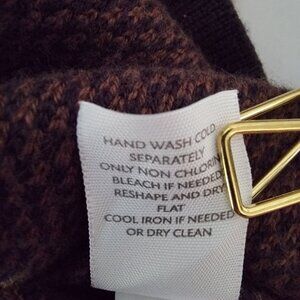 HAND WASH COLD
SEPARATELY
ONLY NON CHLORIN
BLEACH IF NEEDED
RESHAPE AND DRY
FLAT
COOL IRON IF NEEDED
OR DRY CLEAN